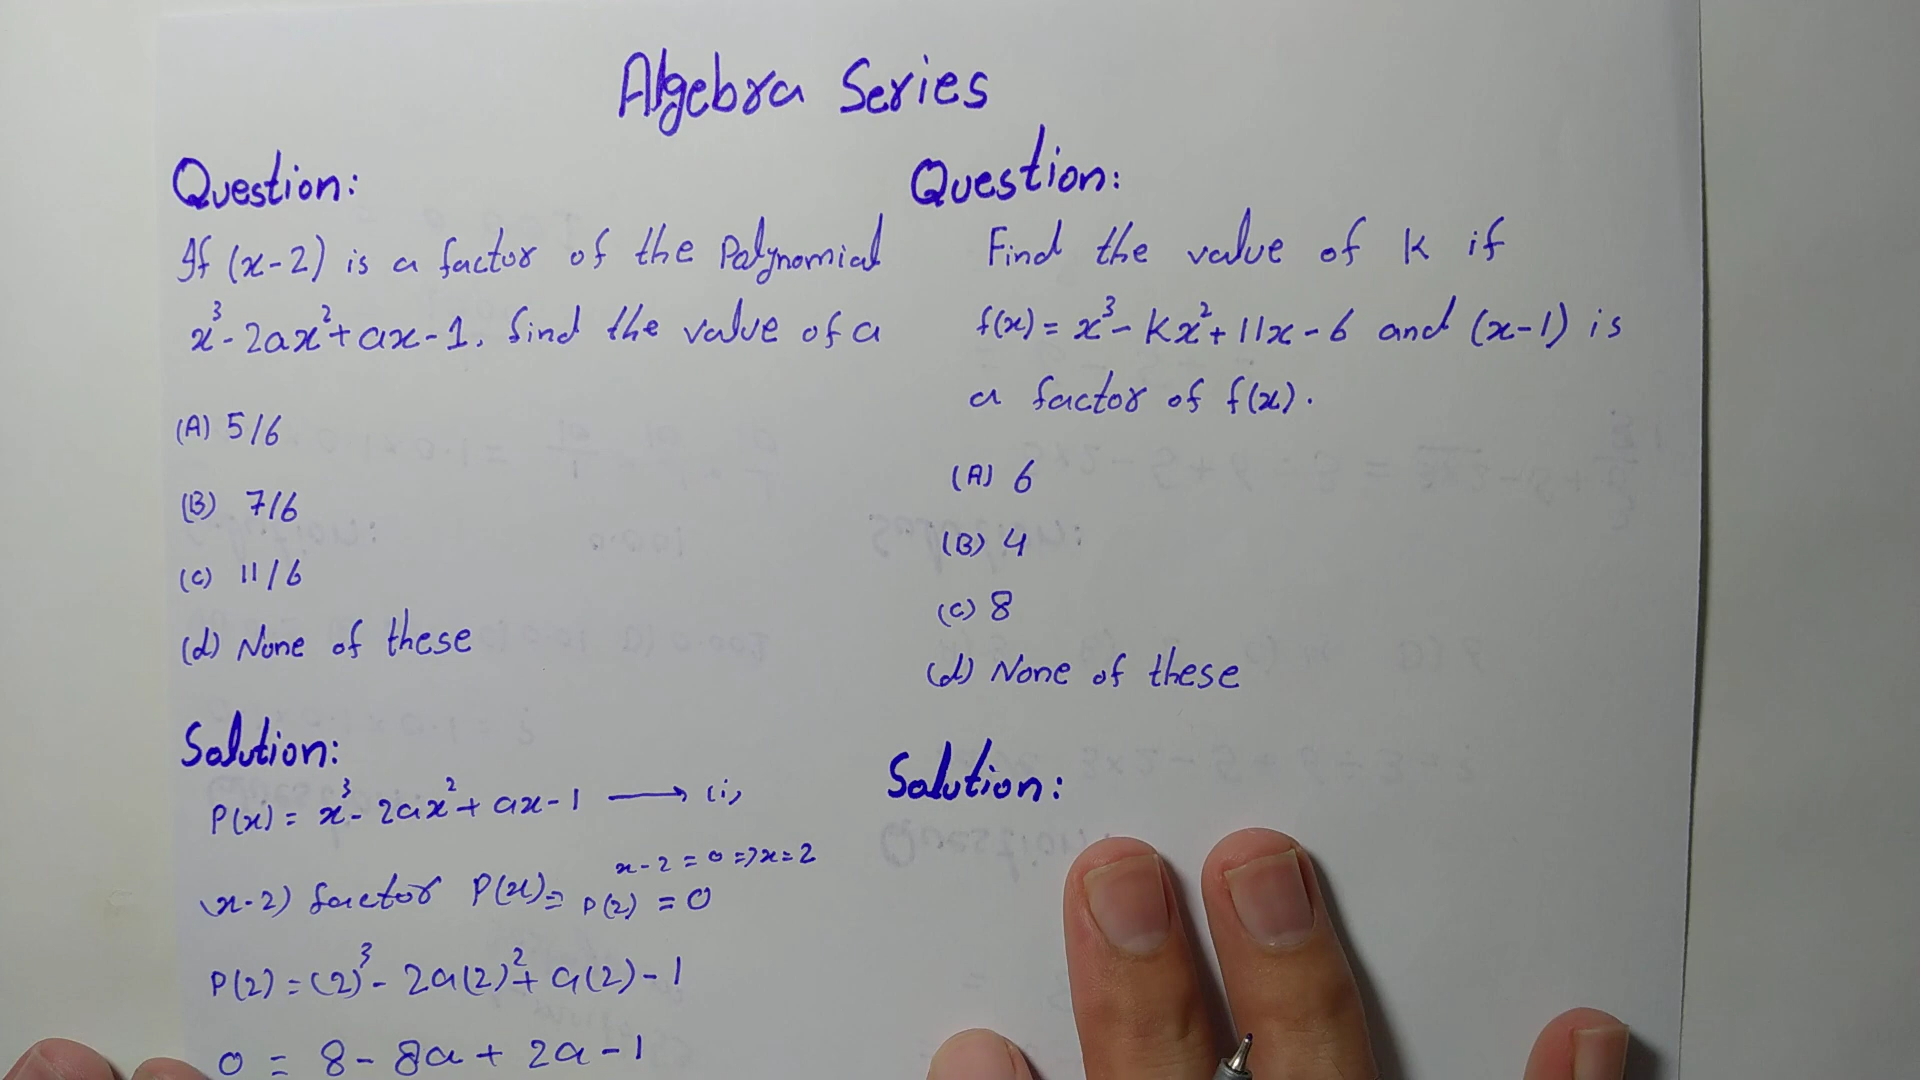 Algebra Series
Question:
If (x-2) is a factor of the Polynomial
x³-2ax²+ax-1, find the value of a
(A) 5/6
(B) 7/6
(C) 11/6
(d) None of these
Solution:
P(x) = x³-2ax²+ax-1 ⟶ (i)
x-2=0=>x=2
(x-2) factor P(x)= P(2) = 0
P(2) = (2)³-2a(2)²+a(2)-1
0 = 8-8a+2a-1
Question:
Find the value of K if
f(x) = x³-Kx²+11x-6 and (x-1) is
a factor of f(x).
(A) 6
(B) 4
(C) 8
(d) None of these
Solution: